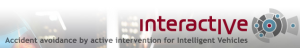 interactive
Accident avoidance by active intervention for Intelligent Vehicles